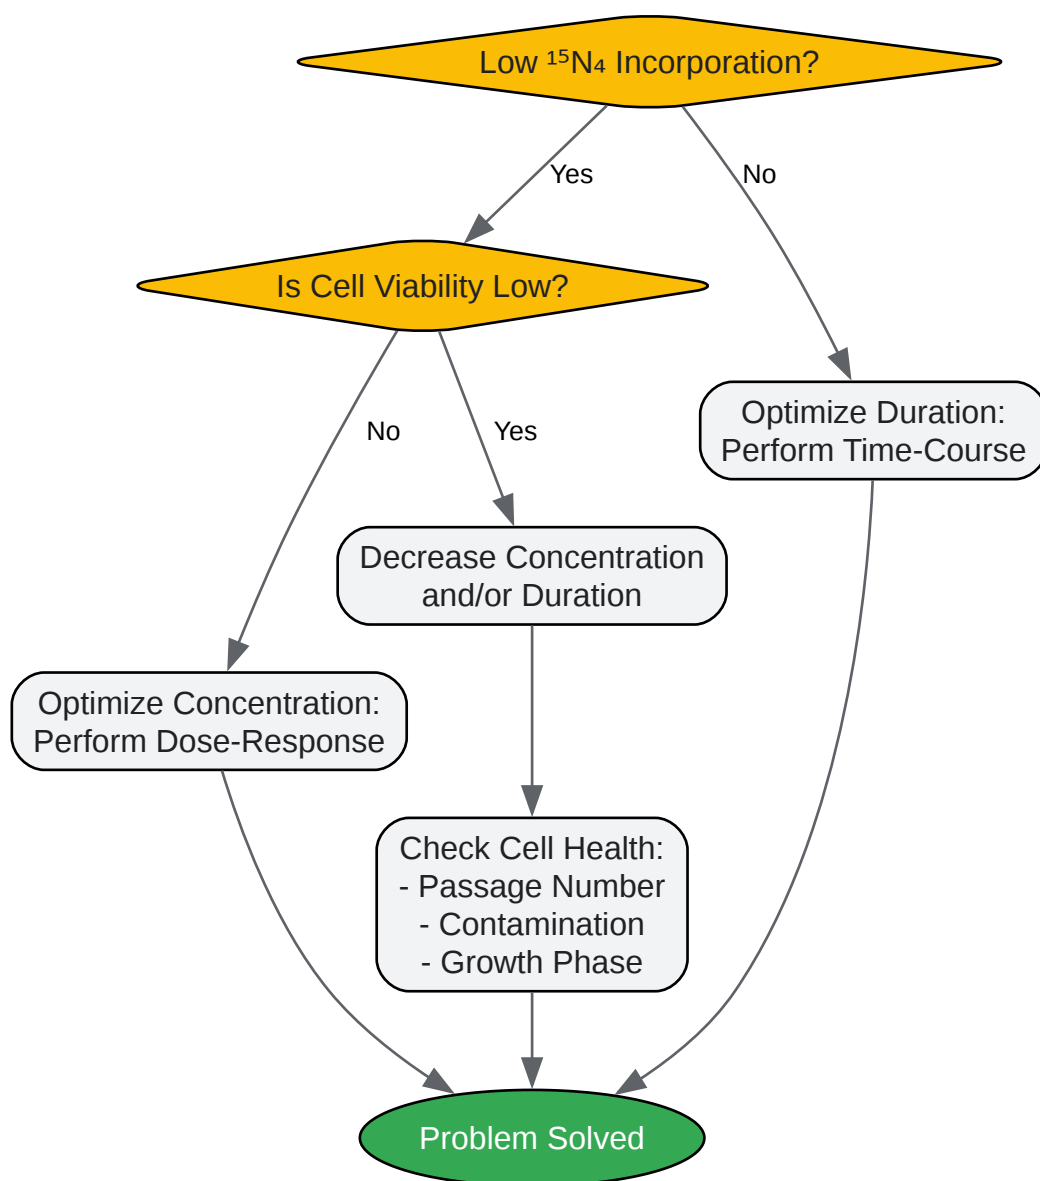 Low ¹⁵N₄ Incorporation?
Yes
No
Is Cell Viability Low?
Optimize Duration:
Perform Time-Course
No
Yes
Decrease Concentration
and/or Duration
Optimize Concentration:
Perform Dose-Response
Check Cell Health:
- Passage Number
- Contamination
- Growth Phase
Problem Solved